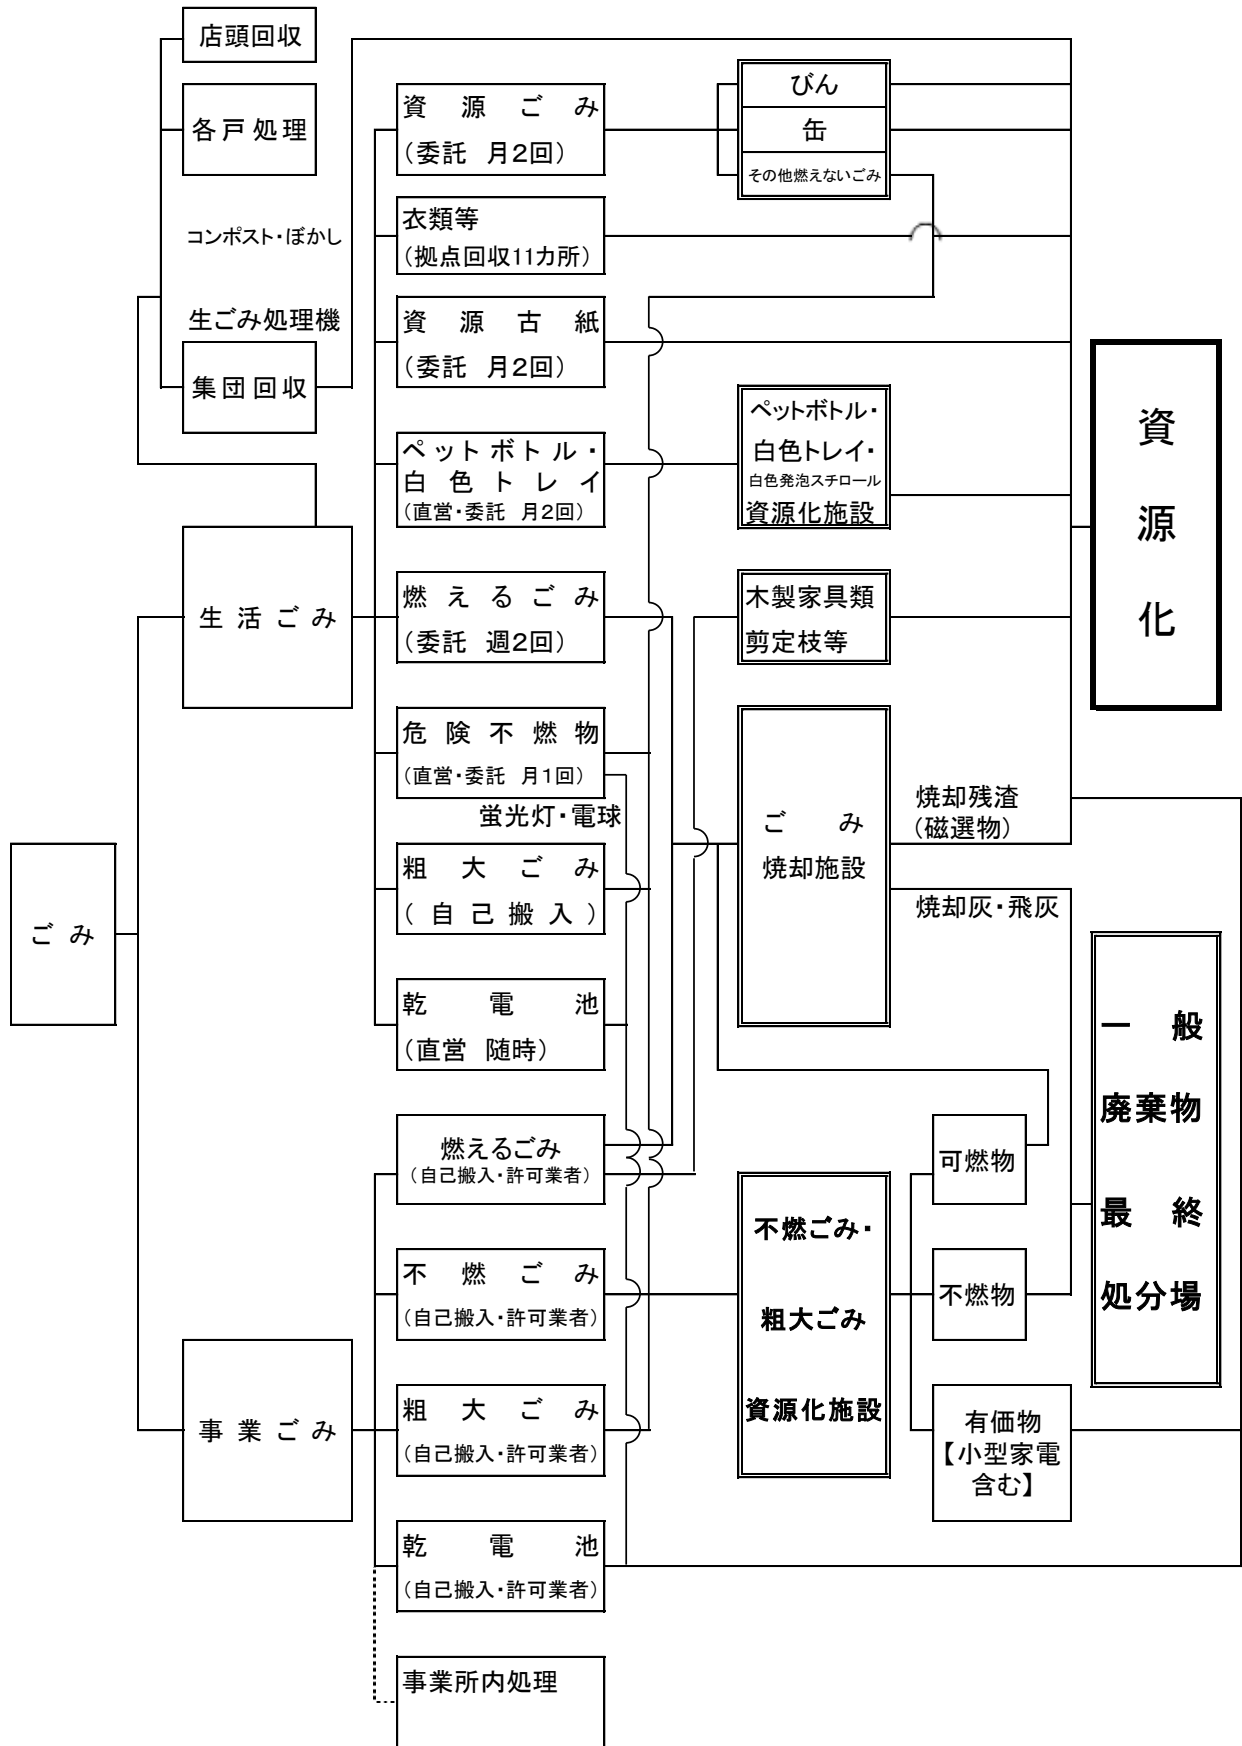 店頭回収
各戸処理
コンポスト・ぼかし
生ごみ処理機
集団回収
ごみ
生活ごみ
事業ごみ
資源ごみ
（委託　月2回）
衣類等
（拠点回収11カ所）
資源古紙
（委託　月2回）
ペットボトル・
白色トレイ
（直営・委託　月2回）
燃えるごみ
（委託　週2回）
危険不燃物
（直営・委託　月1回）
蛍光灯・電球
粗大ごみ
（自己搬入）
乾電池
（直営　随時）
燃えるごみ
（自己搬入・許可業者）
不燃ごみ
（自己搬入・許可業者）
粗大ごみ
（自己搬入・許可業者）
乾電池
（自己搬入・許可業者）
事業所内処理
びん
缶
その他燃えないごみ
ペットボトル・
白色トレイ・
白色発泡スチロール
資源化施設
木製家具類
剪定枝等
ごみ
焼却施設
焼却残渣
（磁選物）
焼却灰・飛灰
不燃ごみ・
粗大ごみ
資源化施設
可燃物
不燃物
有価物
【小型家電
含む】
資
源
化
一般
廃棄物
最終
処分場